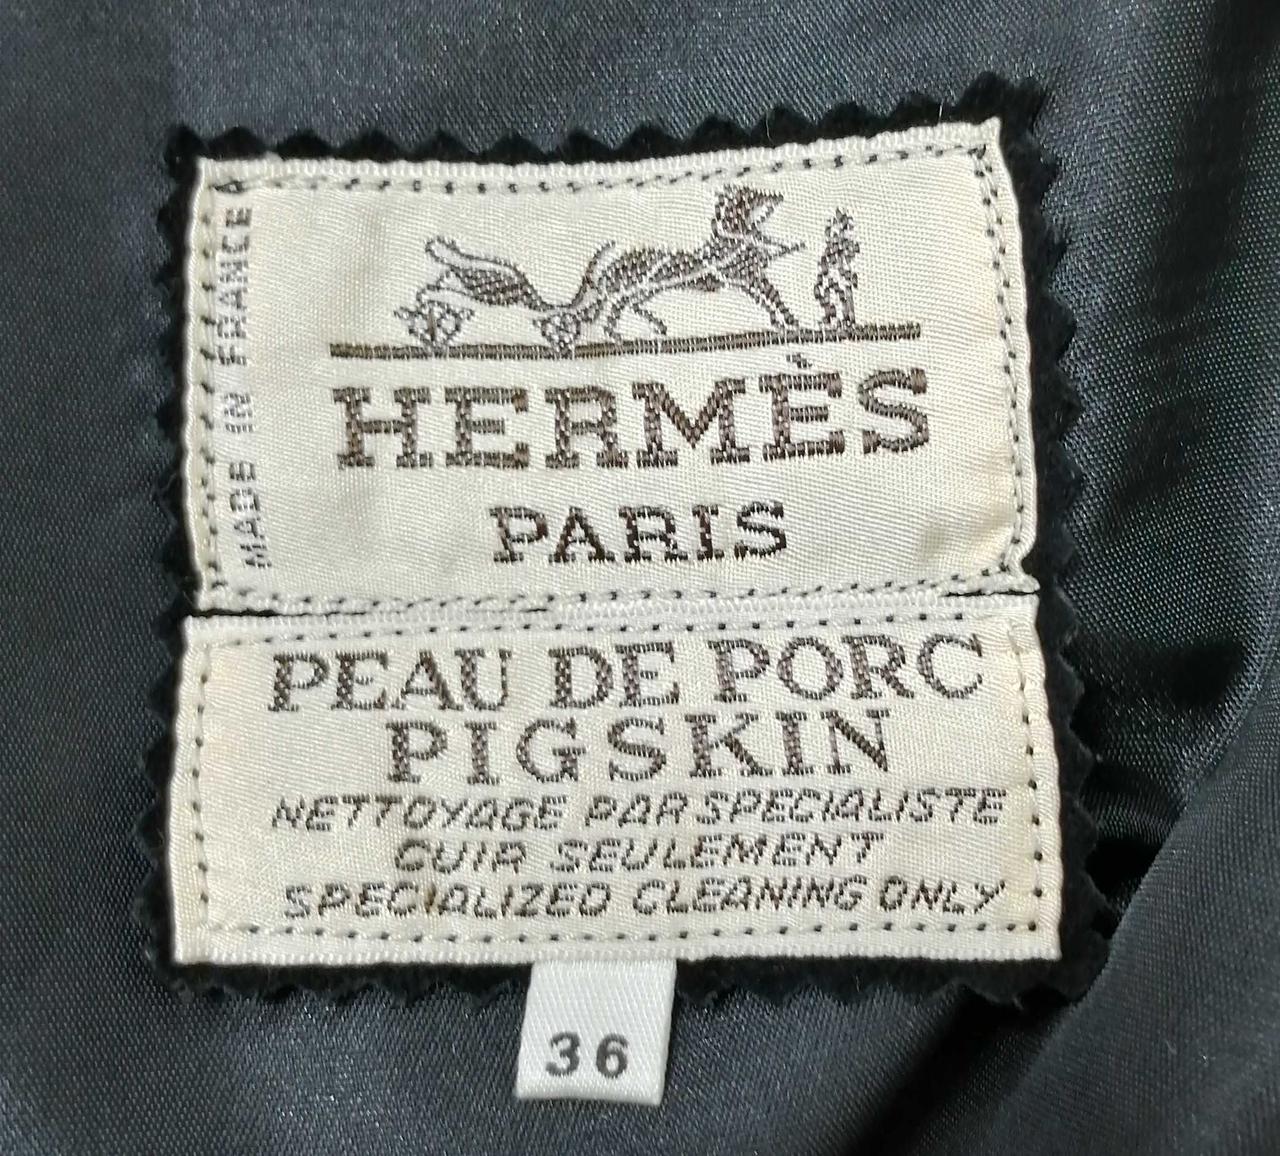 MADE IN FRANCE
HERMÈS
PARIS
PEAU DE PORC
PIGSKIN
NETTOYAGE PAR SPECIALISTE
CUIR SEULEMENT
SPECIALIZED CLEANING ONLY
36